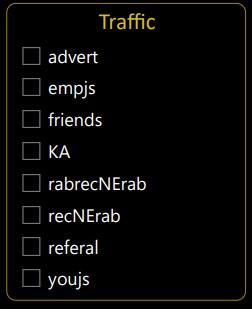 Traffic
advert
empjs
friends
KA
rabrecNErab
recNErab
referal
youjs